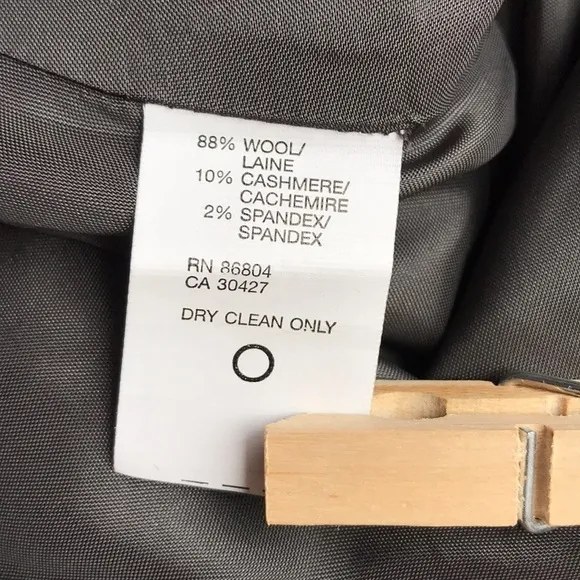 88% WOOL/
LAINE
10% CASHMERE/
CACHEMIRE
2% SPANDEX/
SPANDEX
RN 86804
CA 30427
DRY CLEAN ONLY